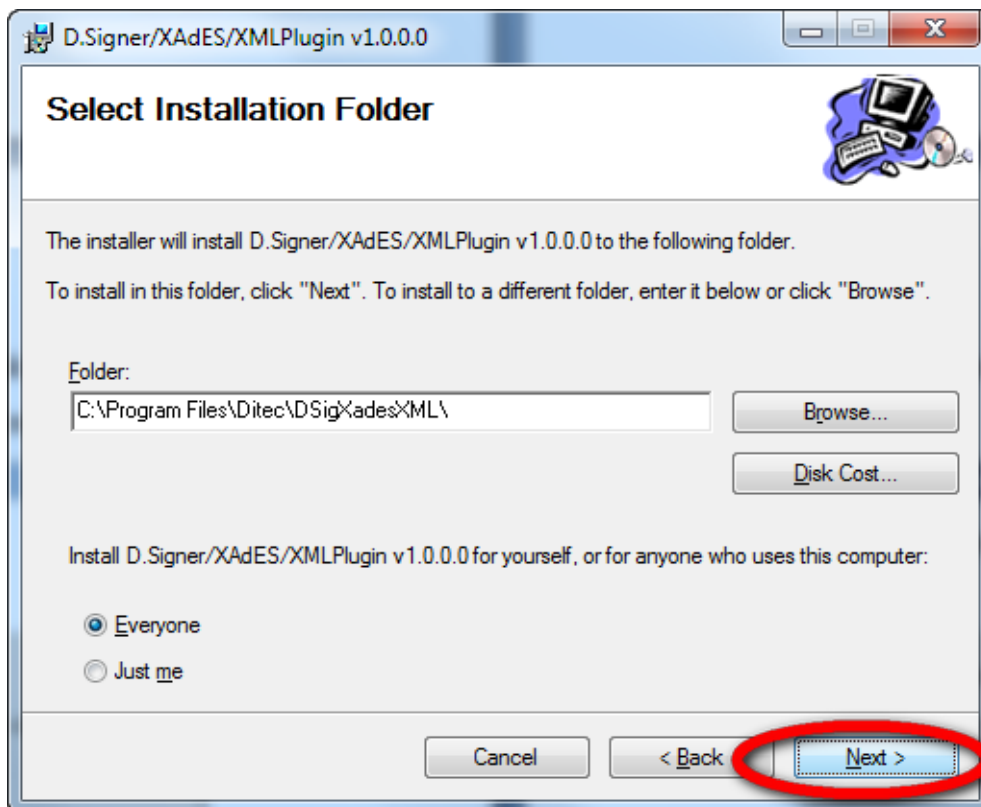 D.Signer/XAdES/XMLPlugin v1.0.0.0
Select Installation Folder
The installer will install D.Signer/XAdES/XMLPlugin v1.0.0.0 to the following folder.
To install in this folder, click "Next". To install to a different folder, enter it below or click "Browse".
Folder:
C:\Program Files\Ditec\DSigXadesXML\
Browse...
Disk Cost...
Install D.Signer/XAdES/XMLPlugin v1.0.0.0 for yourself, or for anyone who uses this computer:
Everyone
Just me
Cancel
< Back
Next >